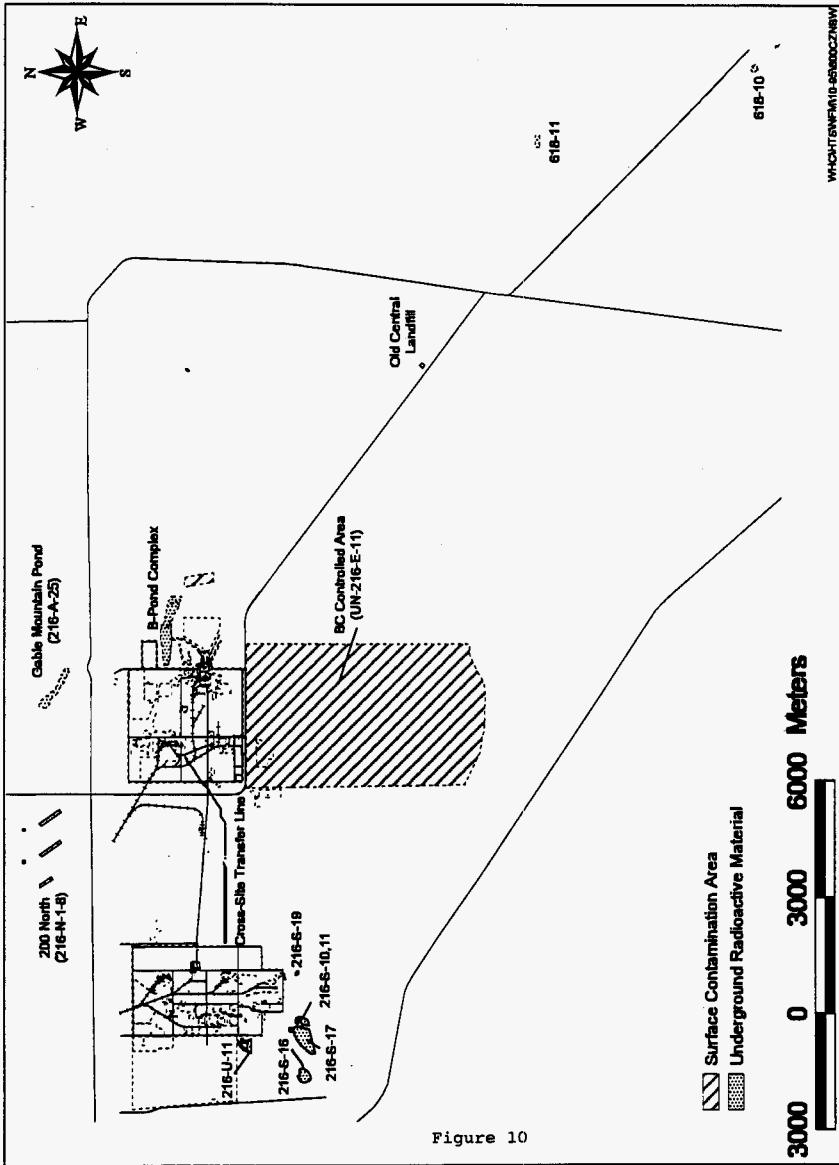 N
E
W
S
200 North
(216-N-1-8)
Gable Mountain Pond
(216-A-25)
B-Pond Complex
Cross-Site Transfer Line
216-S-19
216-S-10,11
216-U-11
216-S-16
216-S-17
BC Controlled Area
(UN-216-E-11)
Old Central
Landfill
618-11
618-10
Surface Contamination Area
Underground Radioactive Material
3000 0 3000 6000 Meters
Figure 10